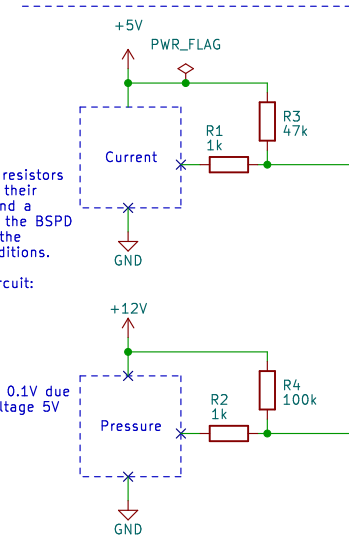 +5V
PWR_FLAG
R3
47k
R1
1k
Current
resistors
their
nd a
the BSPD
the
ditions.
GND
rcuit:
+12V
0.1V due
ltage 5V
R4
100k
R2
1k
Pressure
GND